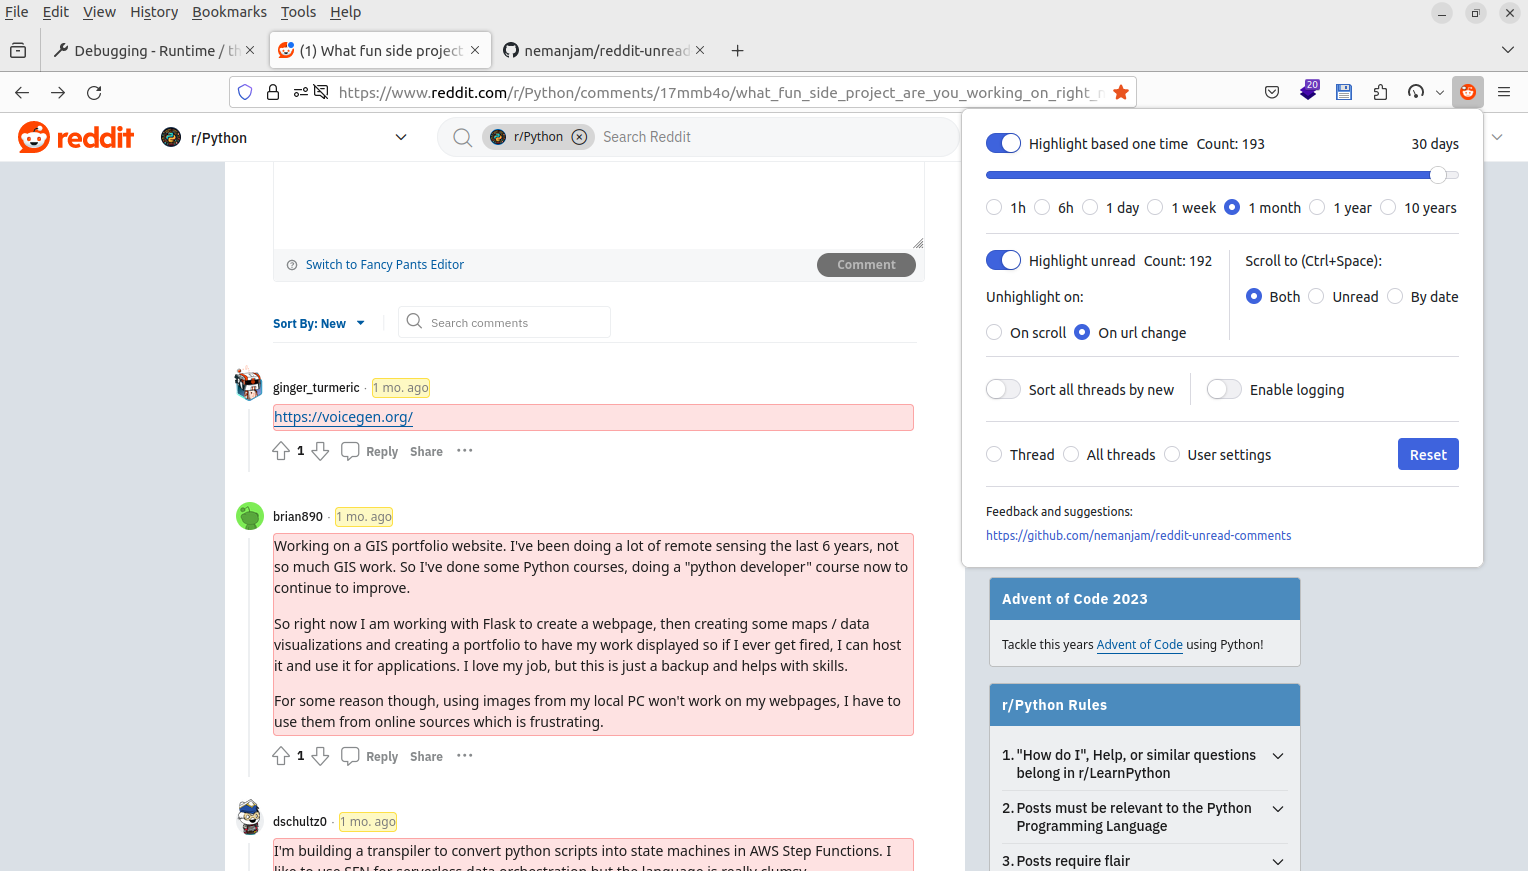 File Edit View History Bookmarks Tools Help
Debugging - Runtime / th
(1) What fun side project
nemanjam/reddit-unread
https://www.reddit.com/r/Python/comments/17mmb4o/what_fun_side_project_are_you_working_on_right_n
20
reddit
r/Python
r/Python
Search Reddit
Highlight based one time Count: 193 30 days
1h 6h 1 day 1 week 1 month 1 year 10 years
Highlight unread Count: 192
Scroll to (Ctrl+Space):
Unhighlight on:
Both Unread By date
On scroll On url change
Sort all threads by new
Enable logging
Thread All threads User settings
Reset
Feedback and suggestions:
https://github.com/nemanjam/reddit-unread-comments
Switch to Fancy Pants Editor
Comment
Sort By: New
Search comments
ginger_turmeric · 1 mo. ago
https://voicegen.org/
1 Reply Share ···
brian890 · 1 mo. ago
Working on a GIS portfolio website. I've been doing a lot of remote sensing the last 6 years, not
so much GIS work. So I've done some Python courses, doing a "python developer" course now to
continue to improve.
So right now I am working with Flask to create a webpage, then creating some maps / data
visualizations and creating a portfolio to have my work displayed so if I ever get fired, I can host
it and use it for applications. I love my job, but this is just a backup and helps with skills.
For some reason though, using images from my local PC won't work on my webpages, I have to
use them from online sources which is frustrating.
1 Reply Share ···
dschultz0 · 1 mo. ago
I'm building a transpiler to convert python scripts into state machines in AWS Step Functions. I
like to use SFN for serverless data orchestration but the language is really clumsy.
Advent of Code 2023
Tackle this years Advent of Code using Python!
r/Python Rules
1. "How do I", Help, or similar questions
belong in r/LearnPython
2. Posts must be relevant to the Python
Programming Language
3. Posts require flair